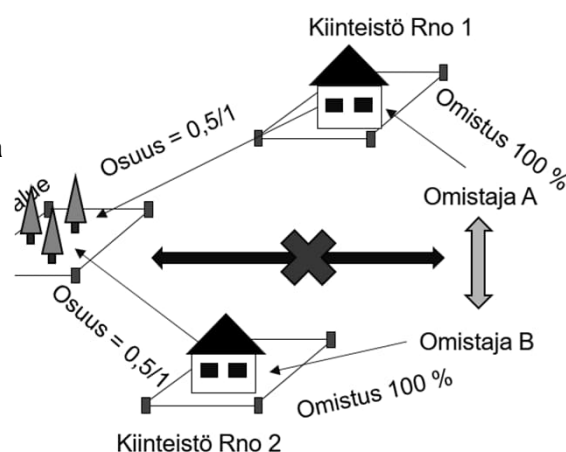 Kiinteistö Rno 1
Osuus = 0,5/1
Omistus 100 %
alue
Omistaja A
Osuus = 0,5/1
Omistaja B
Omistus 100 %
Kiinteistö Rno 2